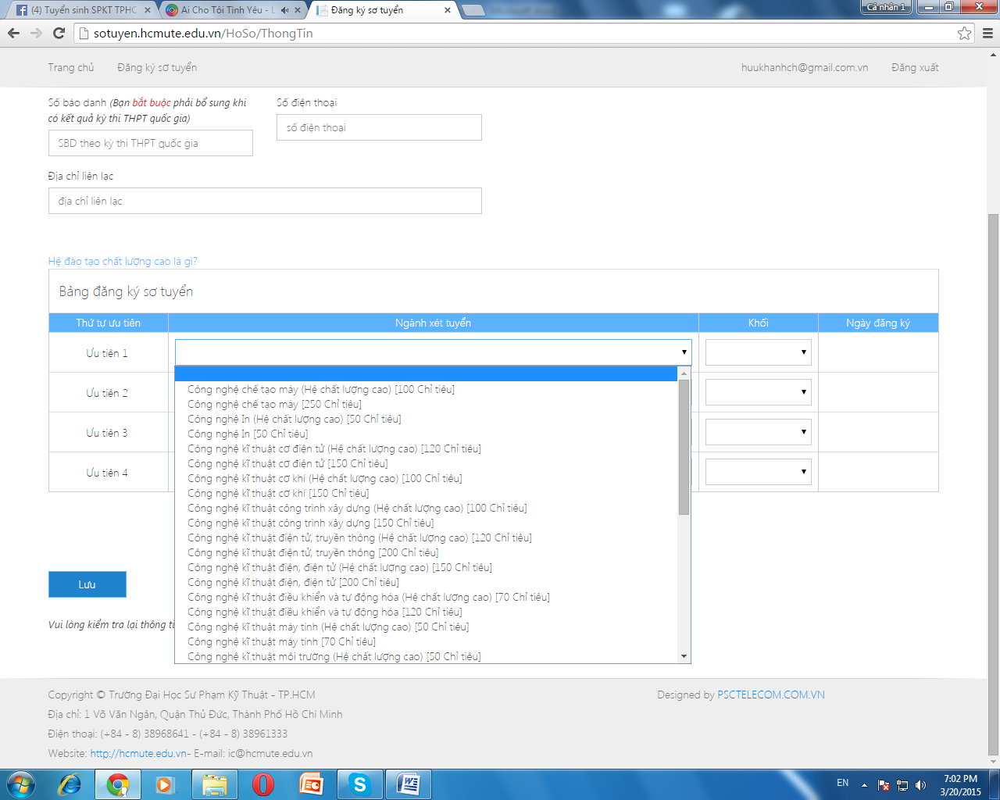 (4) Tuyển sinh SPKT TPHC
Ai Cho Tôi Tình Yêu - L
Đăng ký sơ tuyển
Cá nhân 1
sotuyen.hcmute.edu.vn/HoSo/ThongTin
Trang chủ Đăng ký sơ tuyển huukhanhch@gmail.com.vn Đăng xuất
Số báo danh (Bạn bắt buộc phải bổ sung khi
có kết quả kỳ thi THPT quốc gia)
SBD theo kỳ thi THPT quốc gia
Số điện thoại
số điện thoại
Địa chỉ liên lạc
địa chỉ liên lạc
Hệ đào tạo chất lượng cao là gì?
Bảng đăng ký sơ tuyển
Thứ tự ưu tiên Ngành xét tuyển Khối Ngày đăng ký
Ưu tiên 1
Ưu tiên 2
Ưu tiên 3
Ưu tiên 4
Công nghệ chế tạo máy (Hệ chất lượng cao) [100 Chỉ tiêu]
Công nghệ chế tạo máy [250 Chỉ tiêu]
Công nghệ In (Hệ chất lượng cao) [50 Chỉ tiêu]
Công nghệ In [50 Chỉ tiêu]
Công nghệ kĩ thuật cơ điện tử (Hệ chất lượng cao) [120 Chỉ tiêu]
Công nghệ kĩ thuật cơ điện tử [150 Chỉ tiêu]
Công nghệ kĩ thuật cơ khí (Hệ chất lượng cao) [100 Chỉ tiêu]
Công nghệ kĩ thuật cơ khí [150 Chỉ tiêu]
Công nghệ kĩ thuật công trình xây dựng (Hệ chất lượng cao) [100 Chỉ tiêu]
Công nghệ kĩ thuật công trình xây dựng [150 Chỉ tiêu]
Công nghệ kĩ thuật điện tử, truyền thông (Hệ chất lượng cao) [120 Chỉ tiêu]
Công nghệ kĩ thuật điện tử, truyền thông [200 Chỉ tiêu]
Công nghệ kĩ thuật điện, điện tử (Hệ chất lượng cao) [150 Chỉ tiêu]
Công nghệ kĩ thuật điện, điện tử [200 Chỉ tiêu]
Công nghệ kĩ thuật điều khiển và tự động hóa (Hệ chất lượng cao) [70 Chỉ tiêu]
Công nghệ kĩ thuật điều khiển và tự động hóa [120 Chỉ tiêu]
Công nghệ kĩ thuật máy tính (Hệ chất lượng cao) [50 Chỉ tiêu]
Công nghệ kĩ thuật máy tính [70 Chỉ tiêu]
Công nghệ kĩ thuật môi trường (Hệ chất lượng cao) [50 Chỉ tiêu]
Lưu
Vui lòng kiểm tra lại thông ti
Copyright © Trường Đại Học Sư Phạm Kỹ Thuật - TP.HCM
Designed by PSCTELECOM.COM.VN
Địa chỉ: 1 Võ Văn Ngân, Quận Thủ Đức, Thành Phố Hồ Chí Minh
Điện thoại: (+84 - 8) 38968641 - (+84 - 8) 38961333
Website: http://hcmute.edu.vn- E-mail: ic@hcmute.edu.vn
EN
7:02 PM
3/20/2015